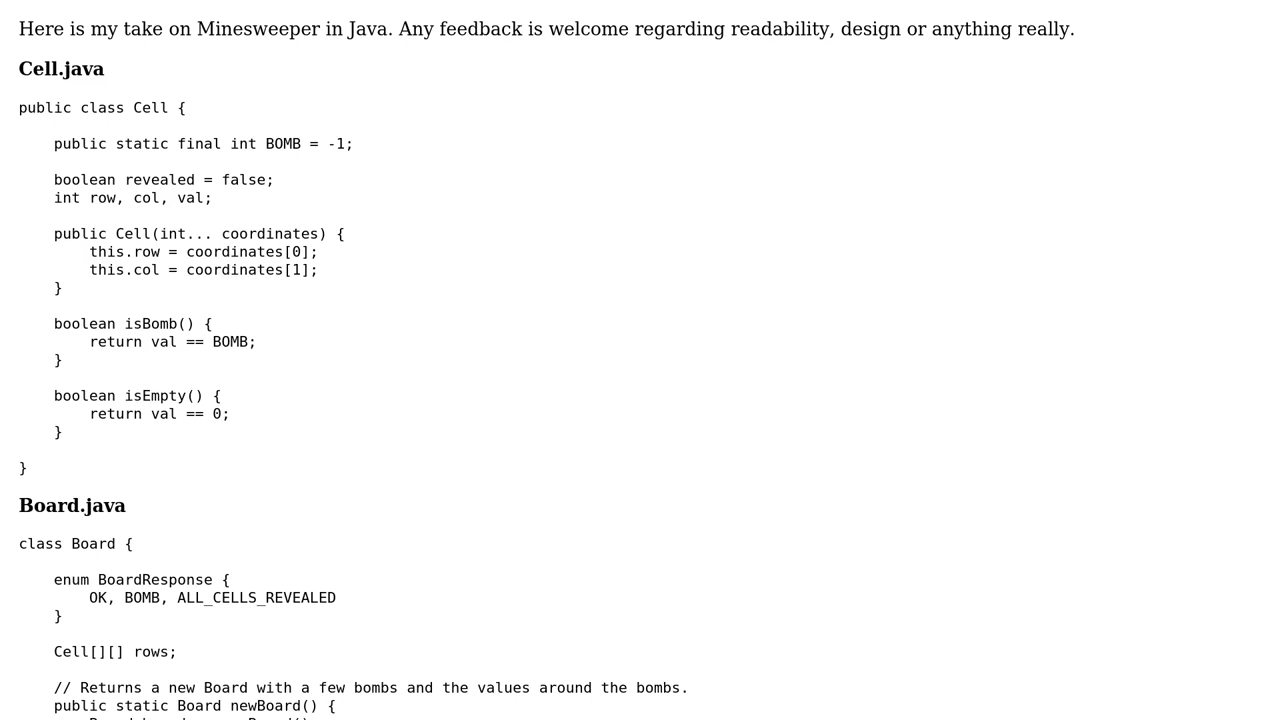 Here is my take on Minesweeper in Java. Any feedback is welcome regarding readability, design or anything really.
Cell.java
public class Cell {
public static final int BOMB = -1;
boolean revealed = false;
int row, col, val;
public Cell(int... coordinates) {
this.row = coordinates[0];
this.col = coordinates[1];
}
boolean isBomb() {
return val == BOMB;
}
boolean isEmpty() {
return val == 0;
}
}
Board.java
class Board {
enum BoardResponse {
OK, BOMB, ALL_CELLS_REVEALED
}
Cell[][] rows;
// Returns a new Board with a few bombs and the values around the bombs.
public static Board newBoard() {